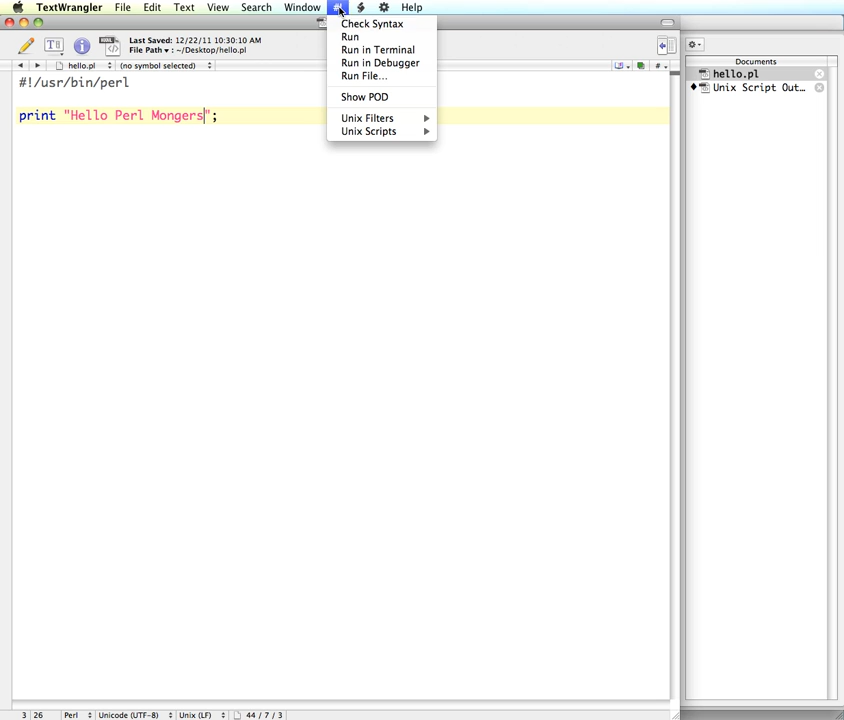 TextWrangler File Edit Text View Search Window #! Help
Check Syntax
Run
Run in Terminal
Run in Debugger
Run File...
Show POD
Unix Filters
Unix Scripts
Last Saved: 12/22/11 10:30:10 AM
File Path ▾ : ~/Desktop/hello.pl
hello.pl (no symbol selected)
#!/usr/bin/perl
print "Hello Perl Mongers";
Documents
hello.pl
Unix Script Out...
3 26 Perl Unicode (UTF-8) Unix (LF) 44 / 7 / 3